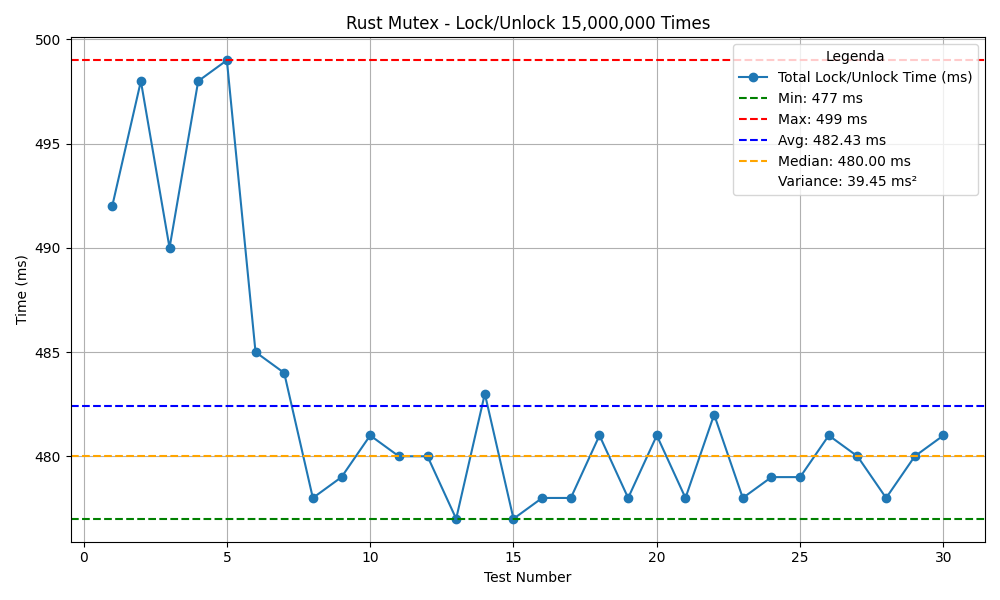 Rust Mutex - Lock/Unlock 15,000,000 Times
Legenda
Total Lock/Unlock Time (ms)
Min: 477 ms
Max: 499 ms
Avg: 482.43 ms
Median: 480.00 ms
Variance: 39.45 ms²
Time (ms)
500
495
490
485
480
0
5
10
15
20
25
30
Test Number